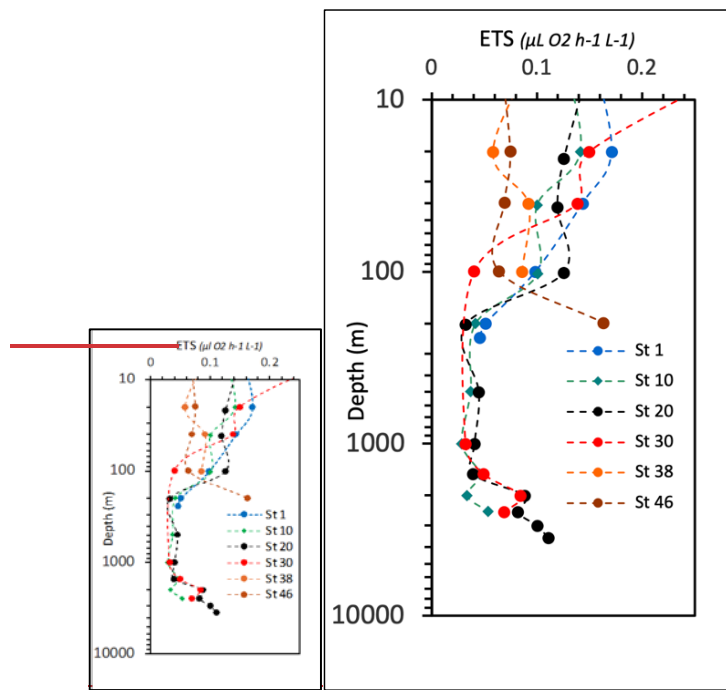 ETS (µL O2 h-1 L-1)
0 0.1 0.2
10
100
1000
10000
Depth (m)
St 1
St 10
St 20
St 30
St 38
St 46
ETS (µl O2 h-1 L-1)
0 0.1 0.2
10
100
1000
10000
Depth (m)
St 1
St 10
St 20
St 30
St 38
St 46